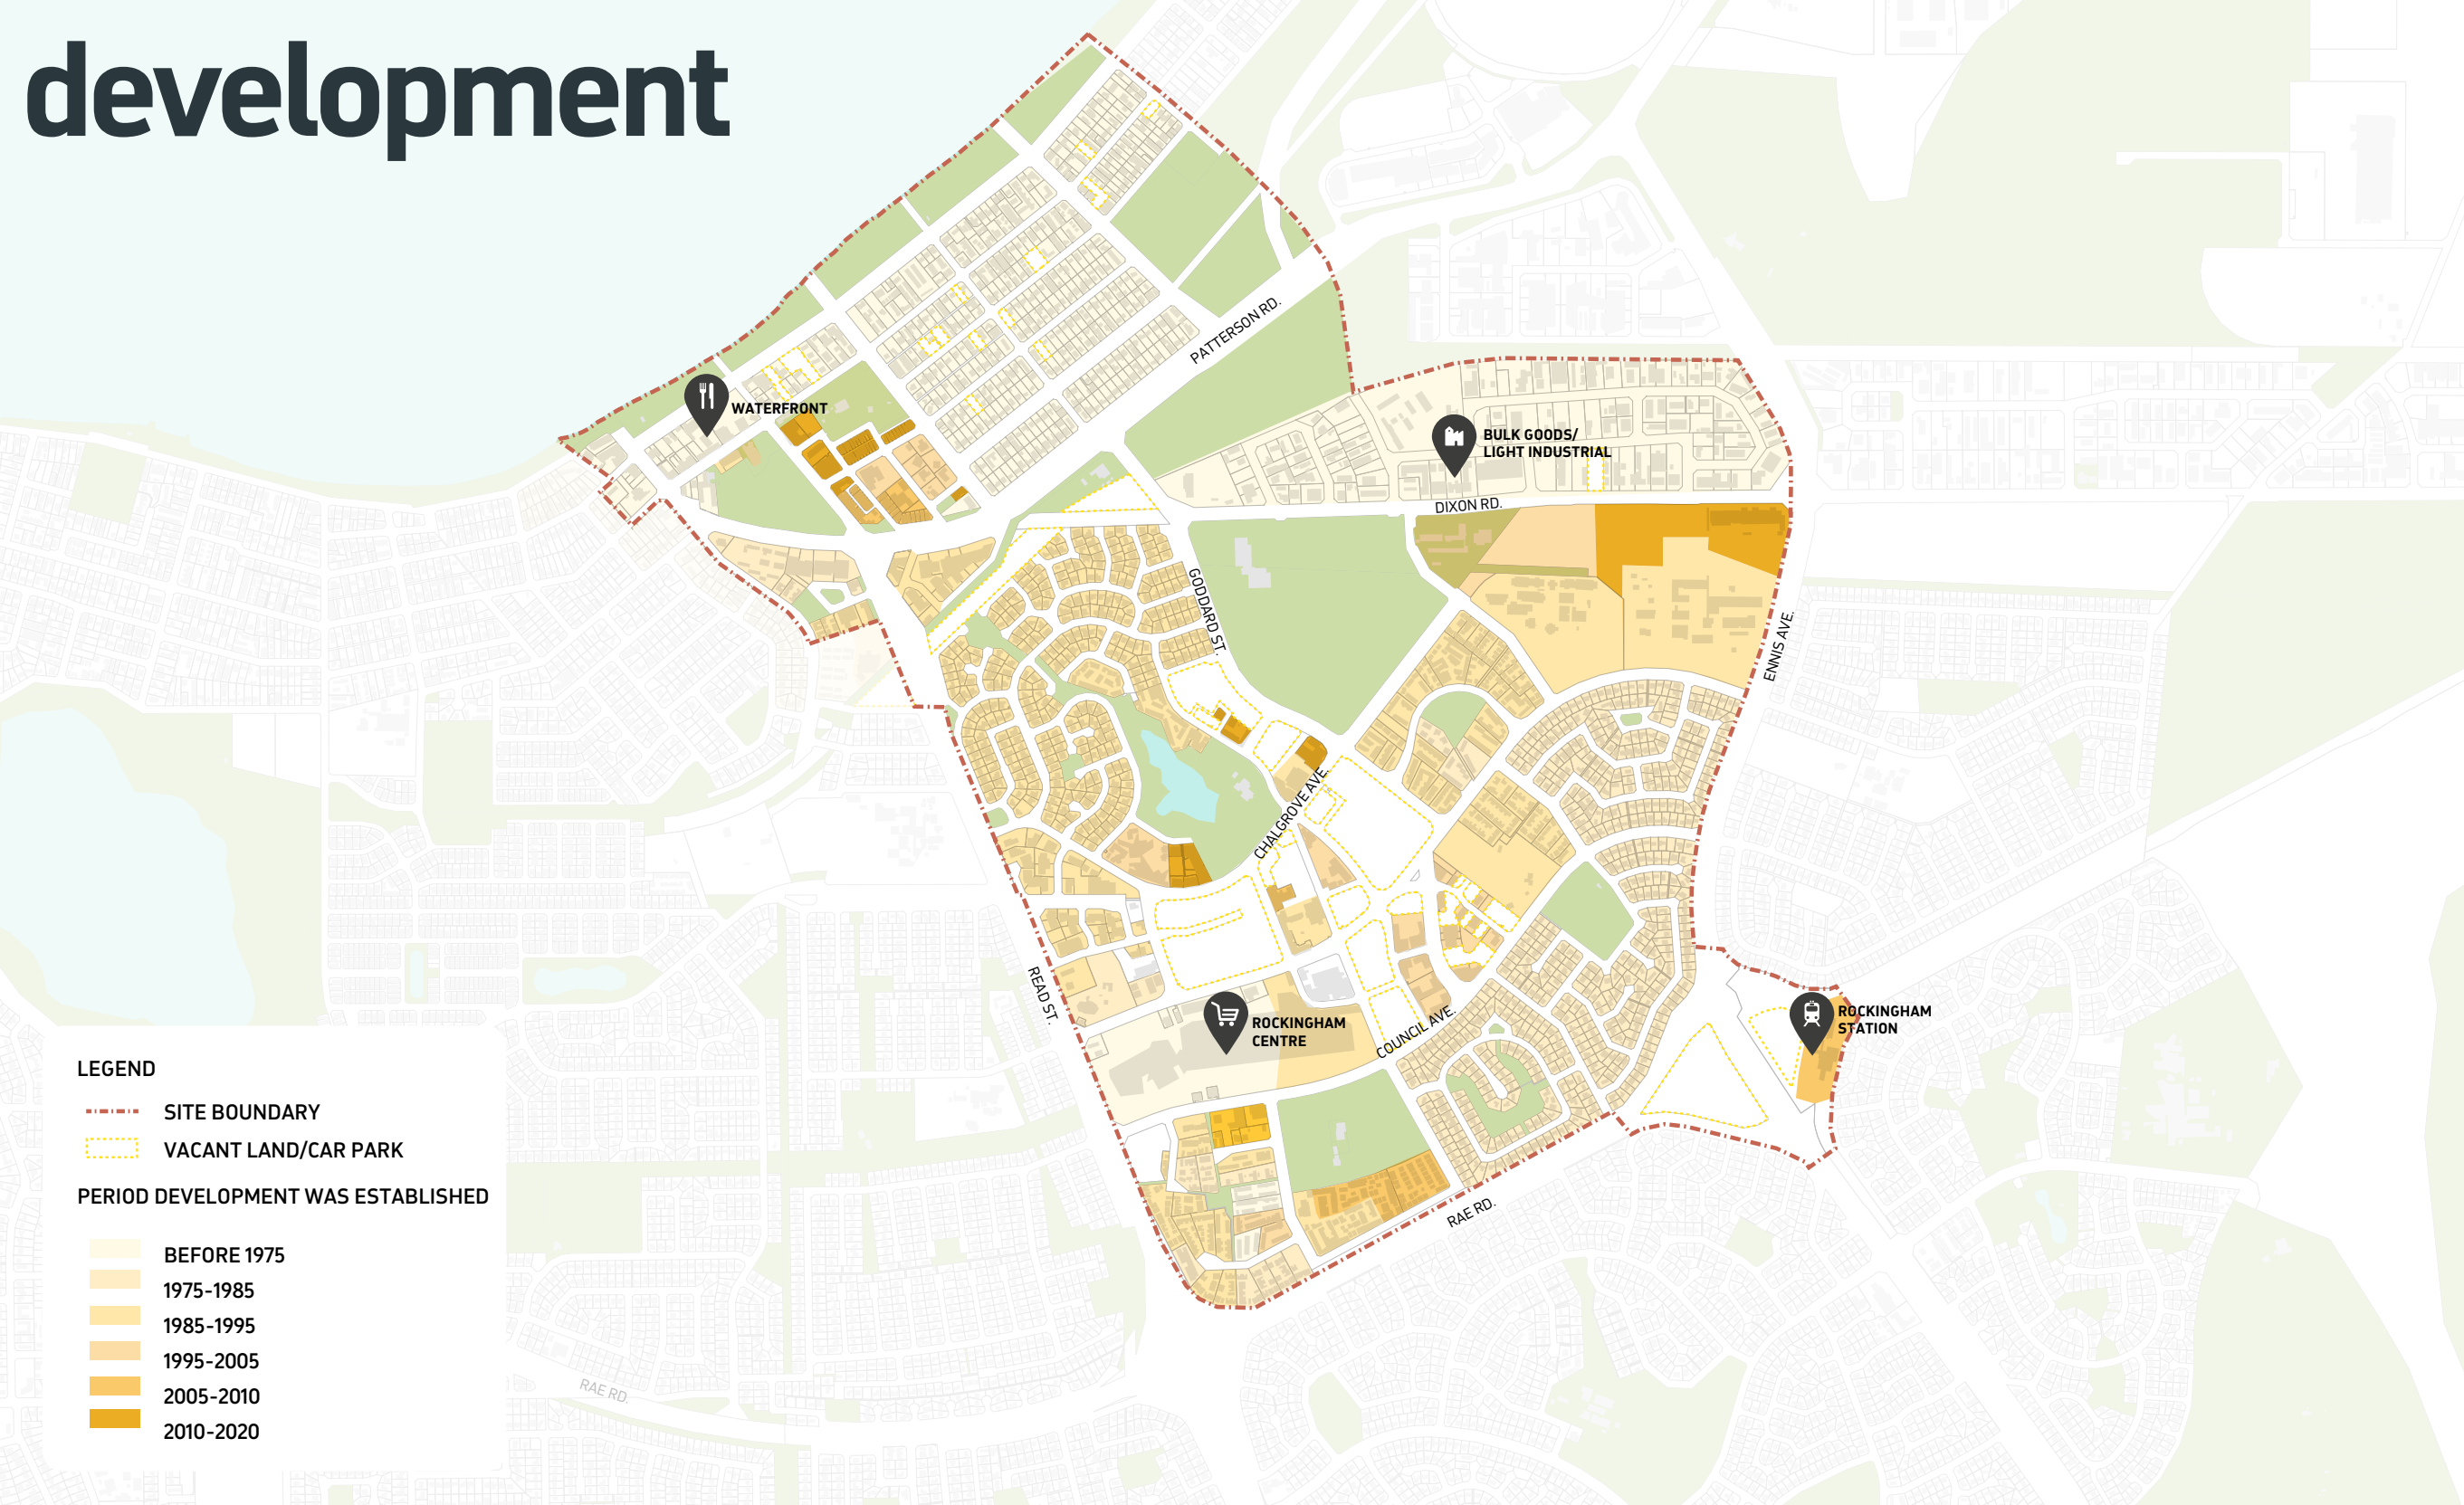 development
PATTERSON RD.
WATERFRONT
BULK GOODS/
LIGHT INDUSTRIAL
DIXON RD.
GODDARD ST.
ENNIS AVE.
CHALGROVE AVE.
READ ST.
ROCKINGHAM
CENTRE
COUNCIL AVE.
ROCKINGHAM
STATION
RAE RD.
LEGEND
SITE BOUNDARY
VACANT LAND/CAR PARK
PERIOD DEVELOPMENT WAS ESTABLISHED
BEFORE 1975
1975-1985
1985-1995
1995-2005
2005-2010
2010-2020
RAE RD.